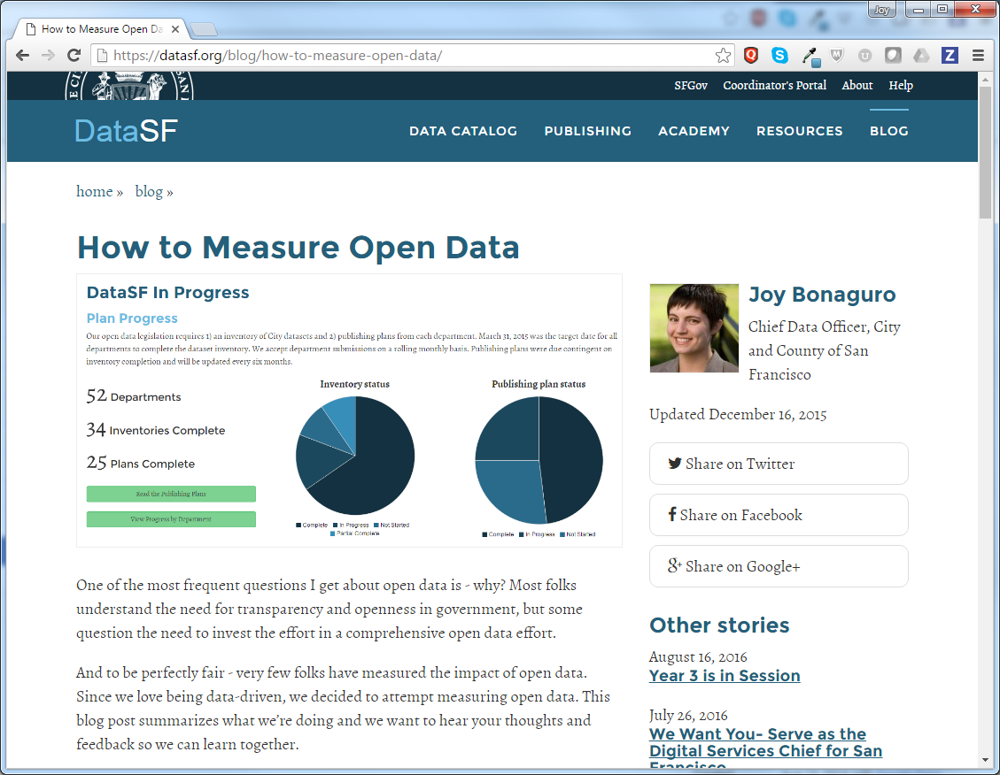 Joy
How to Measure Open Da
https://datasf.org/blog/how-to-measure-open-data/
SFGov Coordinator's Portal About Help
DataSF
DATA CATALOG PUBLISHING ACADEMY RESOURCES BLOG
home » blog »
How to Measure Open Data
DataSF In Progress
Plan Progress
Our open data legislation requires 1) an inventory of City datasets and 2) publishing plans from each department. March 31, 2015 was the target date for all
departments to complete the dataset inventory. We accept department submissions on a rolling monthly basis. Publishing plans were due contingent on
inventory completion and will be updated every six months.
52 Departments
34 Inventories Complete
25 Plans Complete
Read the Publishing Plans
View Progress by Department
Inventory status
Complete In Progress Not Started
Partial Complete
Publishing plan status
Complete In Progress Not Started
One of the most frequent questions I get about open data is - why? Most folks
understand the need for transparency and openness in government, but some
question the need to invest the effort in a comprehensive open data effort.
And to be perfectly fair - very few folks have measured the impact of open data.
Since we love being data-driven, we decided to attempt measuring open data. This
blog post summarizes what we're doing and we want to hear your thoughts and
feedback so we can learn together.
Joy Bonaguro
Chief Data Officer, City
and County of San
Francisco
Updated December 16, 2015
Share on Twitter
Share on Facebook
Share on Google+
Other stories
August 16, 2016
Year 3 is in Session
July 26, 2016
We Want You- Serve as the
Digital Services Chief for San
Francisco